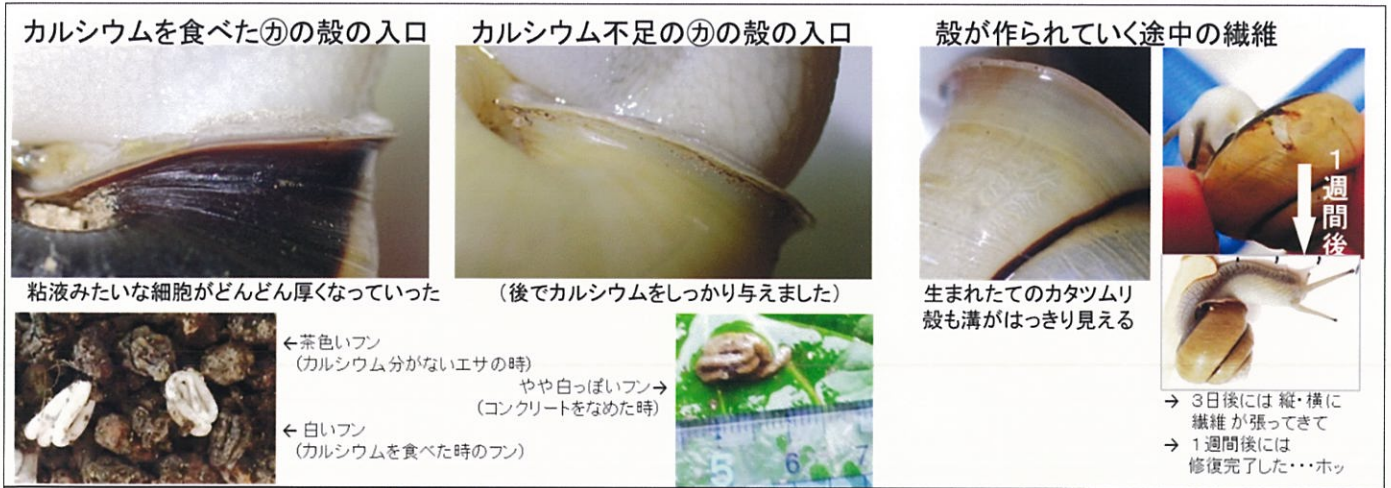 カルシウムを食べた㋕の殻の入口
カルシウム不足の㋕の殻の入口
殻が作られていく途中の繊維
1週間後
粘液みたいな細胞がどんどん厚くなっていった
(後でカルシウムをしっかり与えました)
生まれたてのカタツムリ
殻も溝がはっきり見える
←茶色いフン
(カルシウム分がないエサの時)
やや白っぽいフン→
(コンクリートをなめた時)
← 白いフン
(カルシウムを食べた時のフン)
5 6 7
→ 3日後には 縦・横に
繊維 が張ってきて
→ 1週間後には
修復完了した・・・ホッ